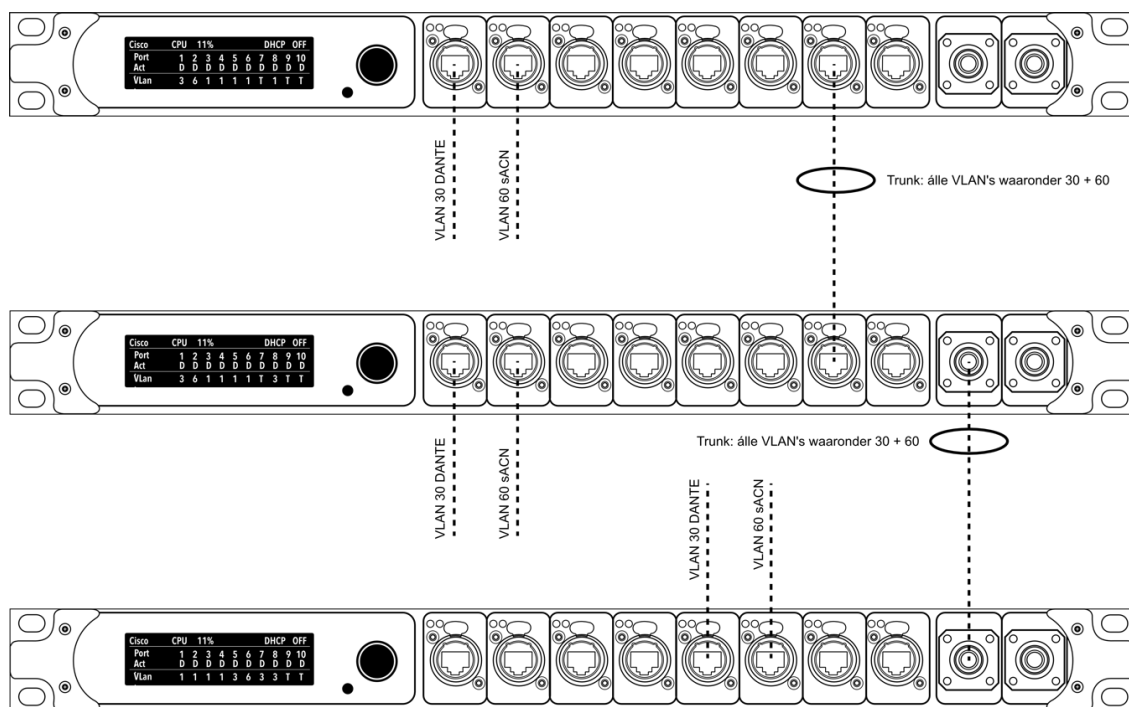 Cisco CPU 11% DHCP OFF
Port 1 2 3 4 5 6 7 8 9 10
Act D D D D D D D D D D
VLan 3 6 1 1 1 1 T 1 T T
VLAN 30 DANTE
VLAN 60 sACN
Trunk: álle VLAN's waaronder 30 + 60
Cisco CPU 11% DHCP OFF
Port 1 2 3 4 5 6 7 8 9 10
Act D D D D D D D D D D
VLan 3 6 1 1 1 1 T 3 T T
Trunk: álle VLAN's waaronder 30 + 60
VLAN 30 DANTE
VLAN 60 sACN
VLAN 30 DANTE
VLAN 60 sACN
Cisco CPU 11% DHCP OFF
Port 1 2 3 4 5 6 7 8 9 10
Act D D D D D D D D D D
VLan 1 1 1 1 3 6 3 3 T T